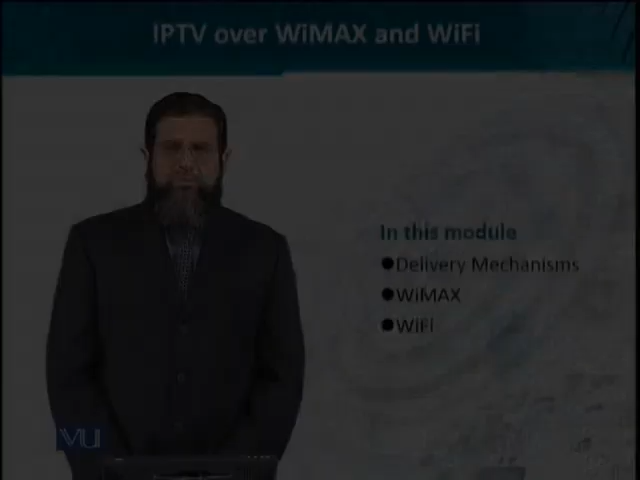 IPTV over WiMAX and WiFi
In this module
●Delivery Mechanisms
●WiMAX
●WiFi
VU